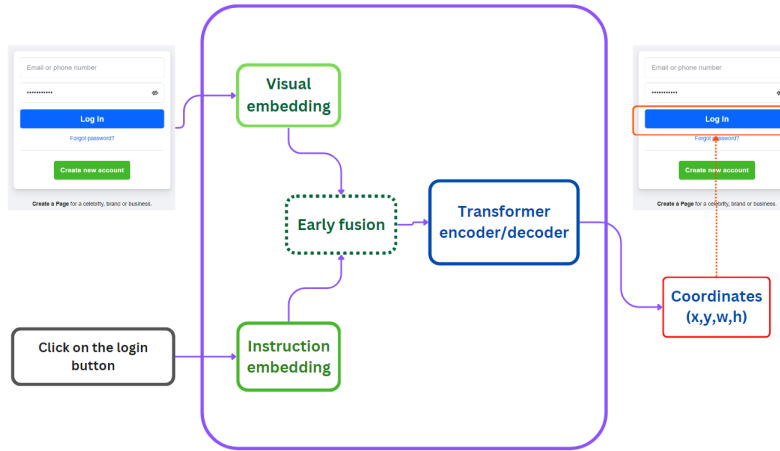 Email or phone number
•••••••••••
Log In
Forgot password?
Create new account
Create a Page for a celebrity, brand or business.
Click on the login
button
Visual
embedding
Early fusion
Instruction
embedding
Transformer
encoder/decoder
Email or phone number
•••••••••••
Log In
Forgot password?
Create new account
Create a Page for a celebrity, brand or business.
Coordinates
(x,y,w,h)